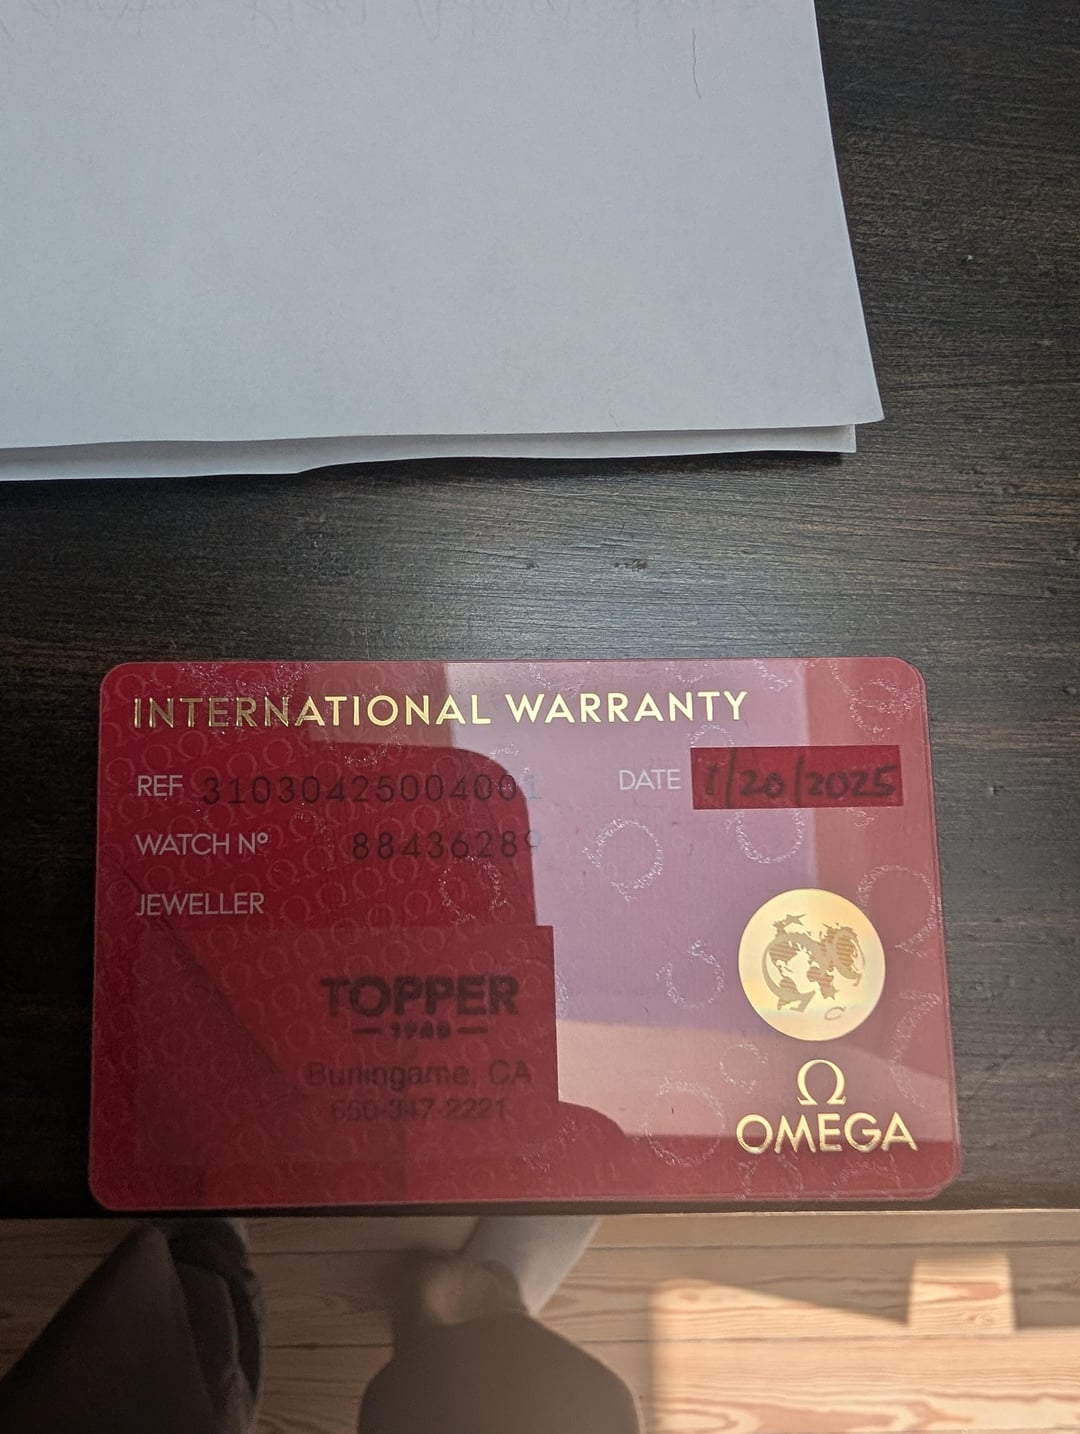 INTERNATIONAL WARRANTY
REF 31030425004001
DATE 1/20/2025
WATCH Nº 88436289
JEWELLER
TOPPER
— 1948 —
Burlingame, CA
650-347-2221
Ω
OMEGA